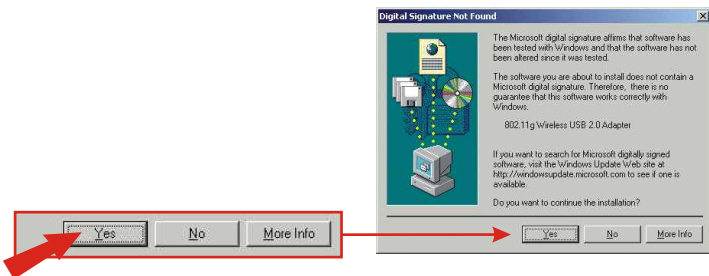 Digital Signature Not Found
The Microsoft digital signature affirms that software has
been tested with Windows and that the software has not
been altered since it was tested.
The software you are about to install does not contain a
Microsoft digital signature. Therefore, there is no
guarantee that this software works correctly with
Windows.
802.11g Wireless USB 2.0 Adapter
If you want to search for Microsoft digitally signed
software, visit the Windows Update Web site at
http://windowsupdate.microsoft.com to see if one is
available.
Do you want to continue the installation?
Yes No More Info
Yes No More Info